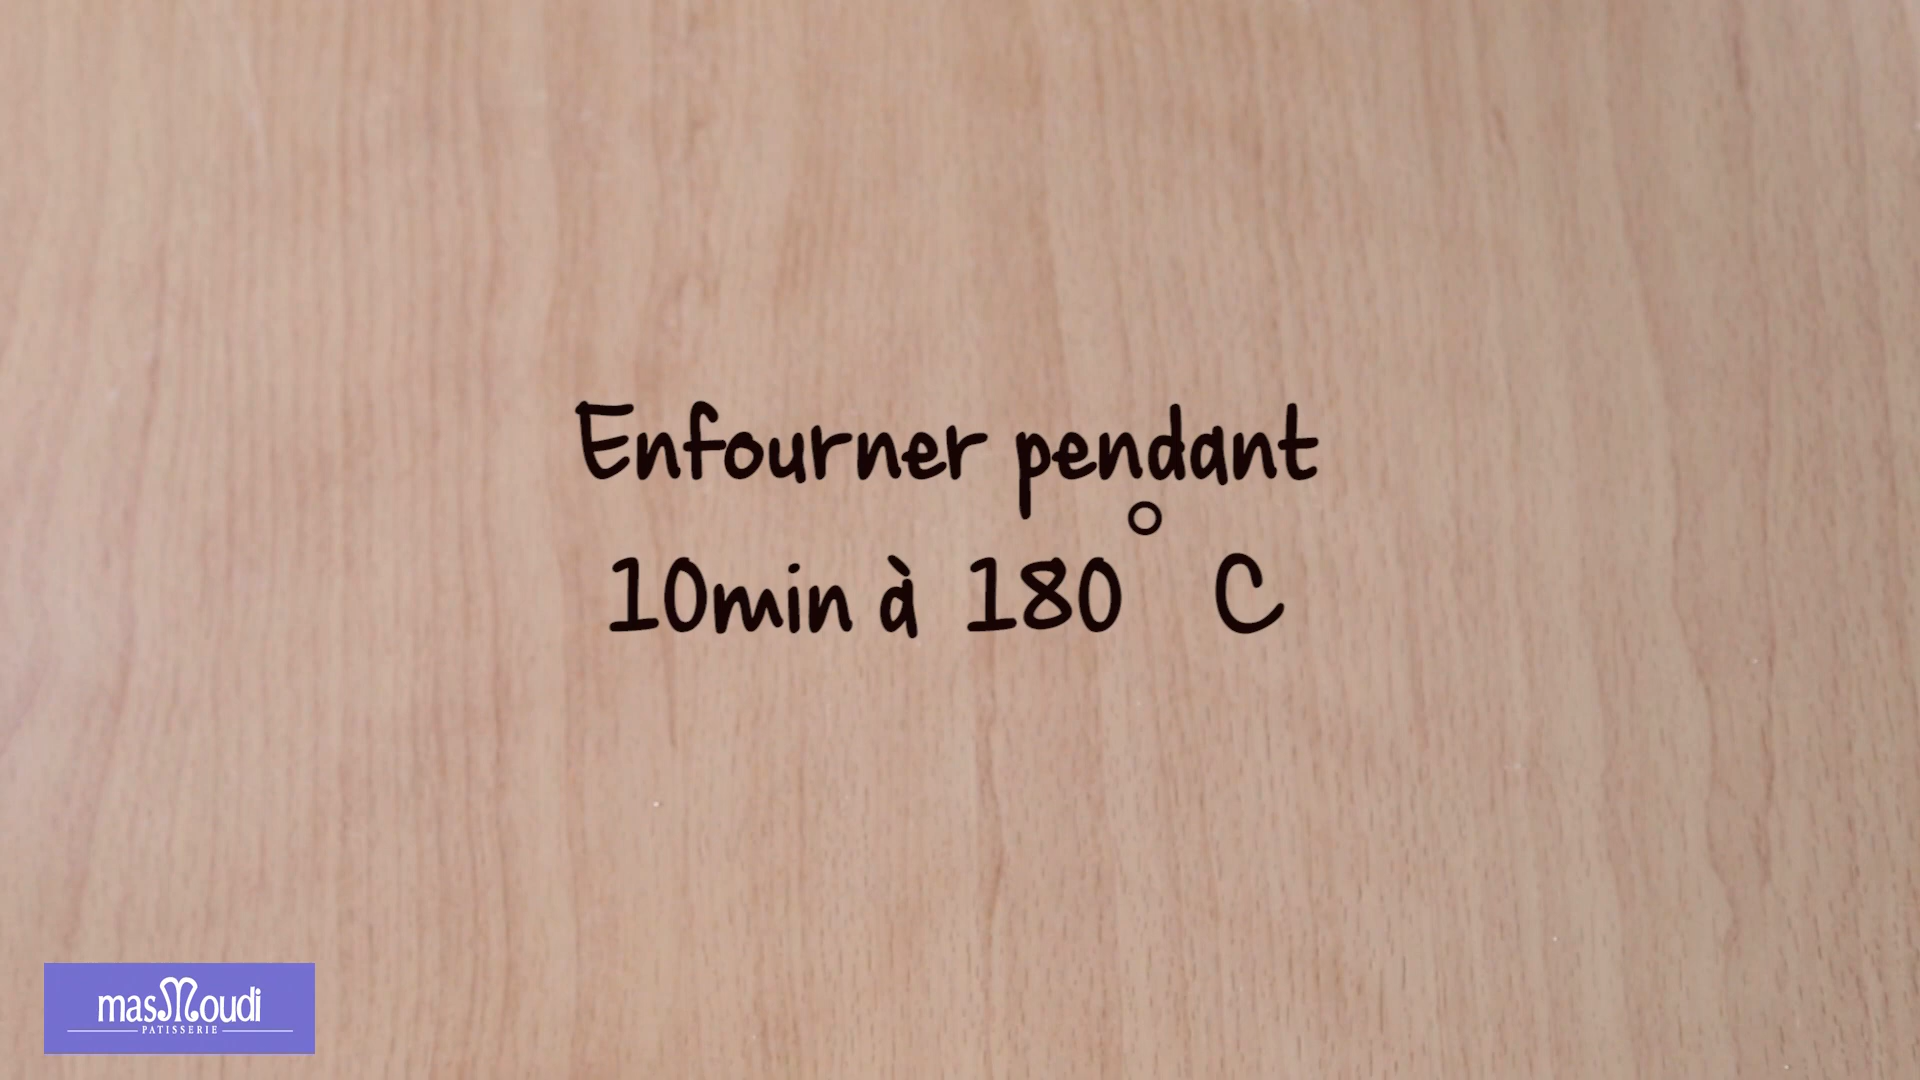 Enfourner pendant
10min à 180° C
masmoudi
PATISSERIE